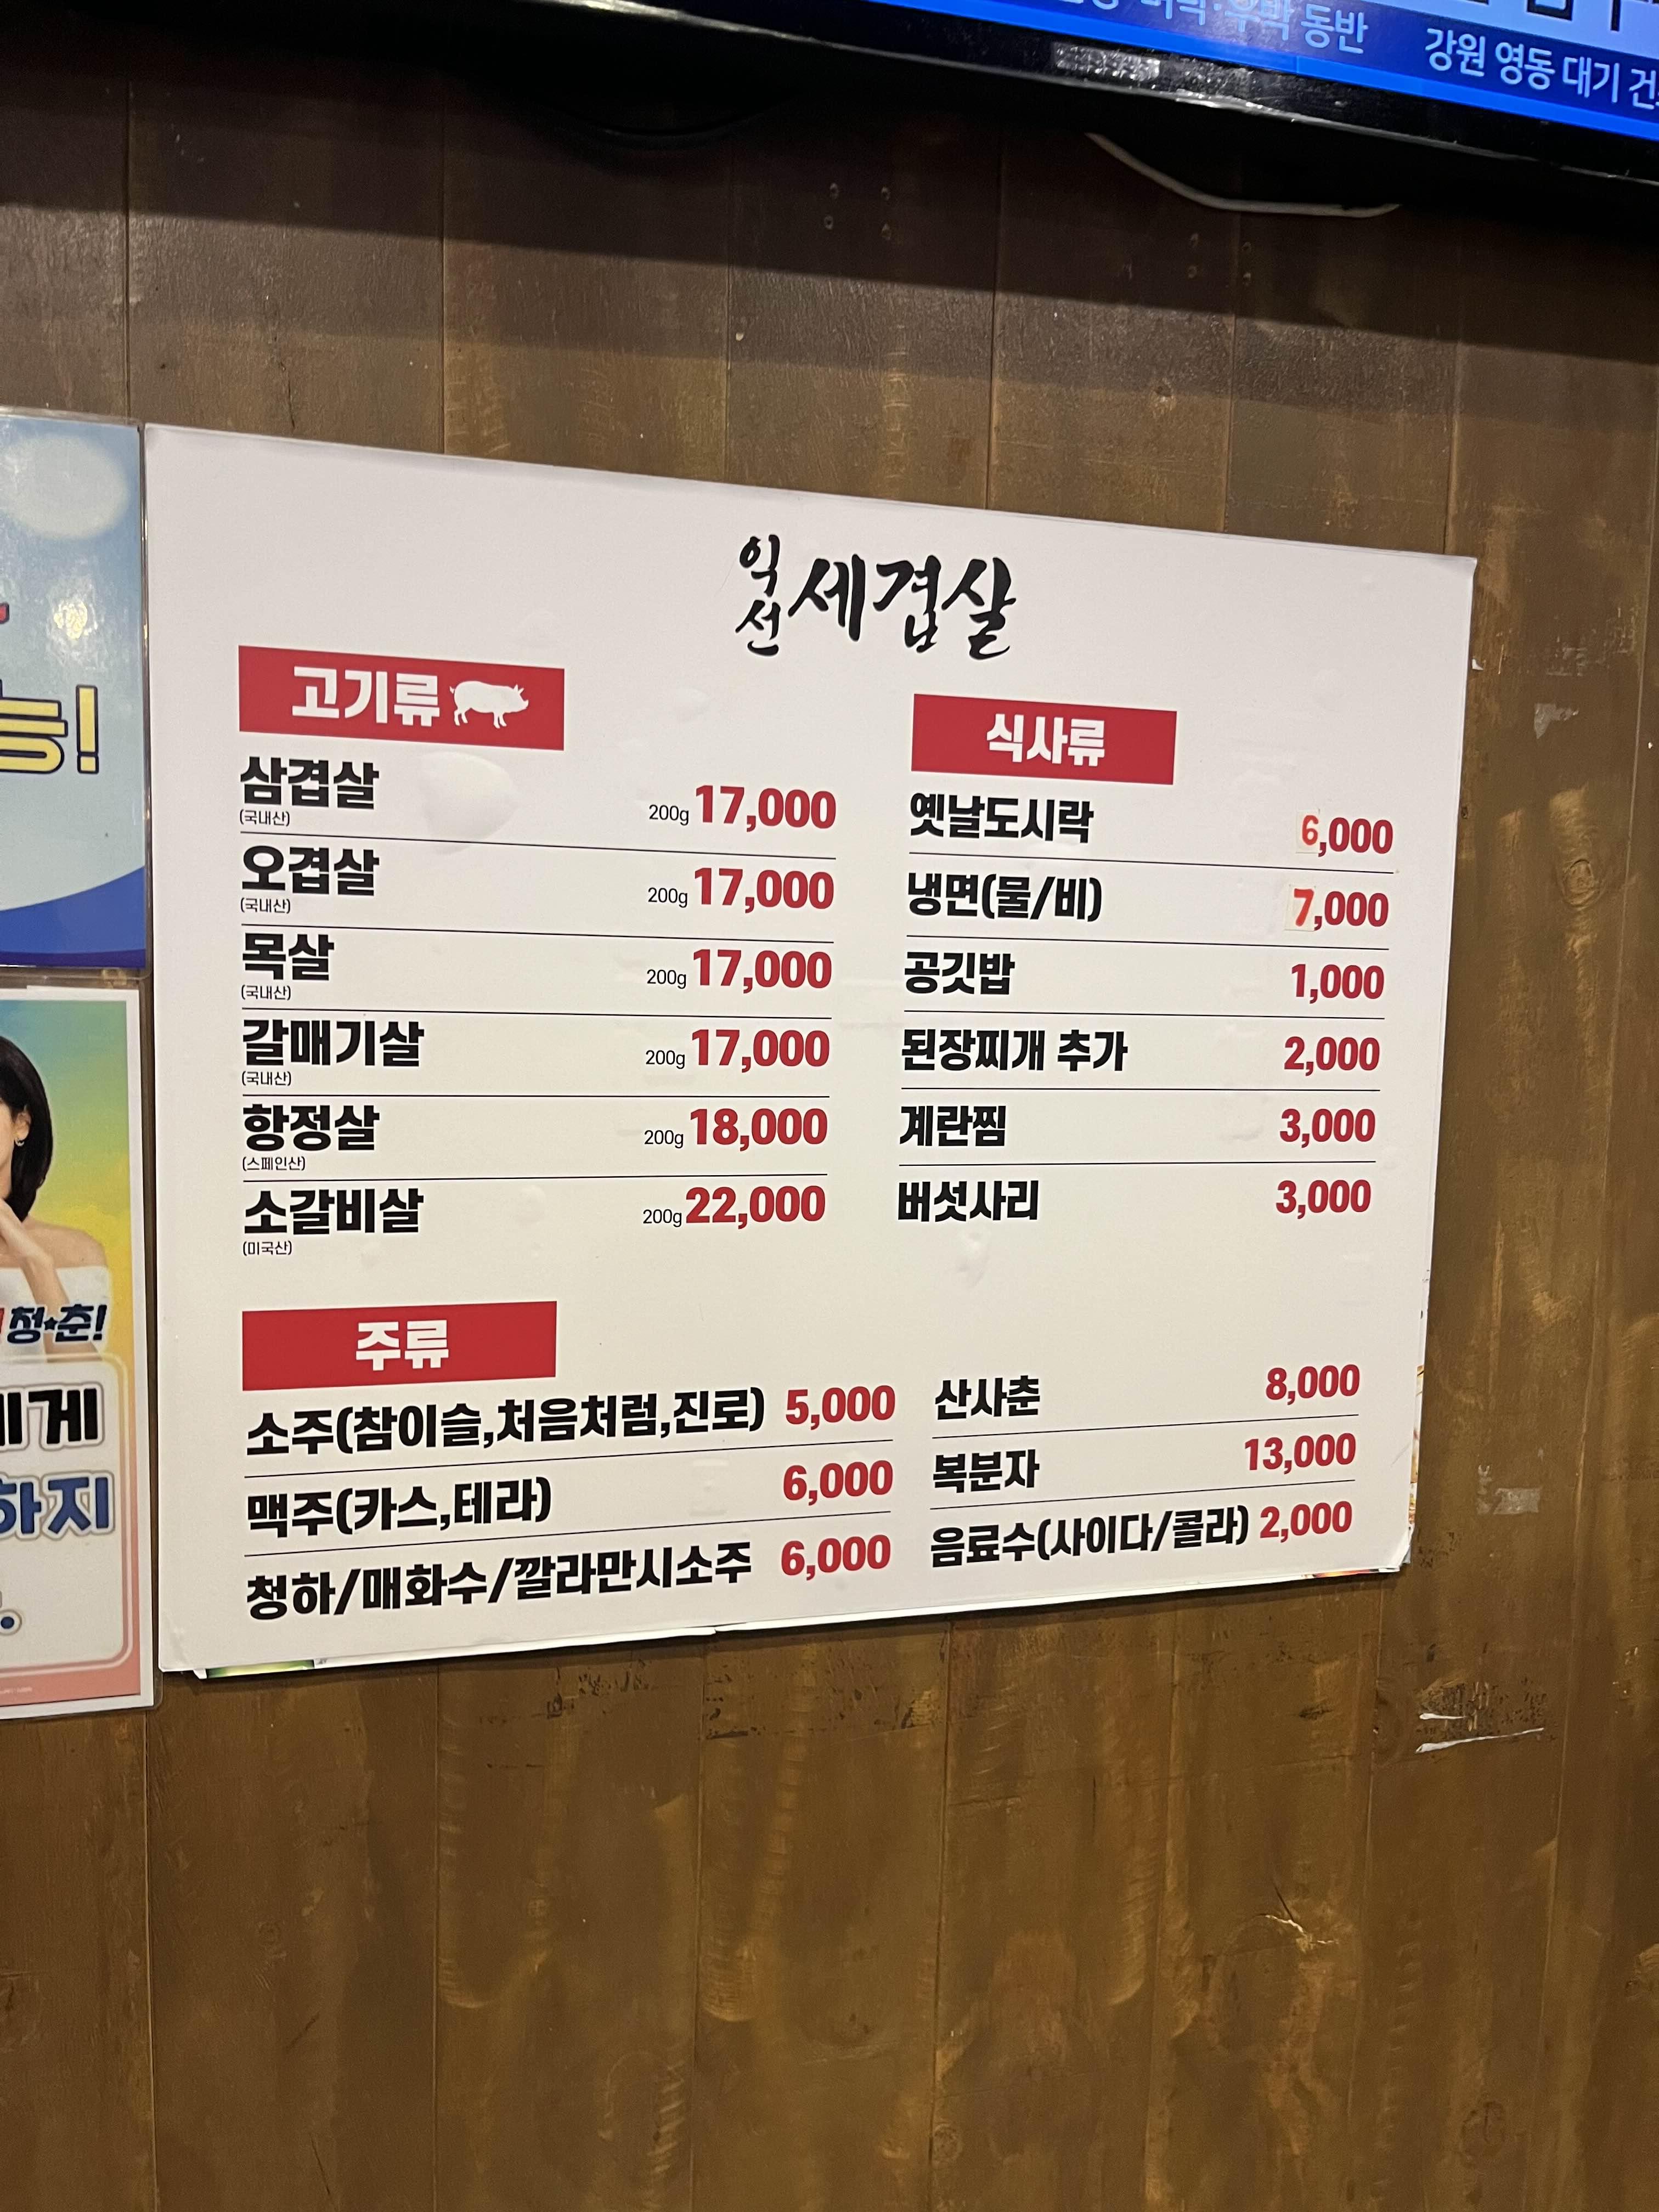 동반 강원 영동 대기
능!
청★춘!
에게
하지
익선 세겹살
고기류
삼겹살 200g 17,000
(국내산)
오겹살 200g 17,000
(국내산)
목살 200g 17,000
(국내산)
갈매기살 200g 17,000
(국내산)
항정살 200g 18,000
(스페인산)
소갈비살 200g 22,000
(미국산)
식사류
옛날도시락 6,000
냉면(물/비) 7,000
공깃밥 1,000
된장찌개 추가 2,000
계란찜 3,000
버섯사리 3,000
주류
소주(참이슬,처음처럼,진로) 5,000
맥주(카스,테라) 6,000
청하/매화수/깔라만시소주 6,000
산사춘 8,000
복분자 13,000
음료수(사이다/콜라) 2,000